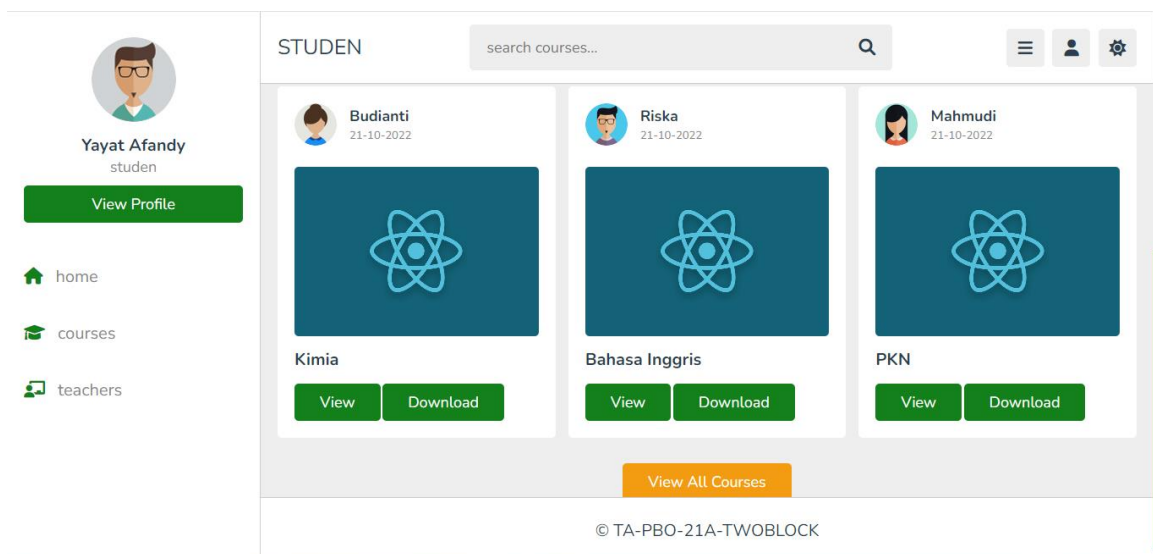 STUDEN
search courses...
Yayat Afandy
studen
View Profile
home
courses
teachers
Budianti
21-10-2022
Kimia
View Download
Riska
21-10-2022
Bahasa Inggris
View Download
Mahmudi
21-10-2022
PKN
View Download
View All Courses
© TA-PBO-21A-TWOBLOCK